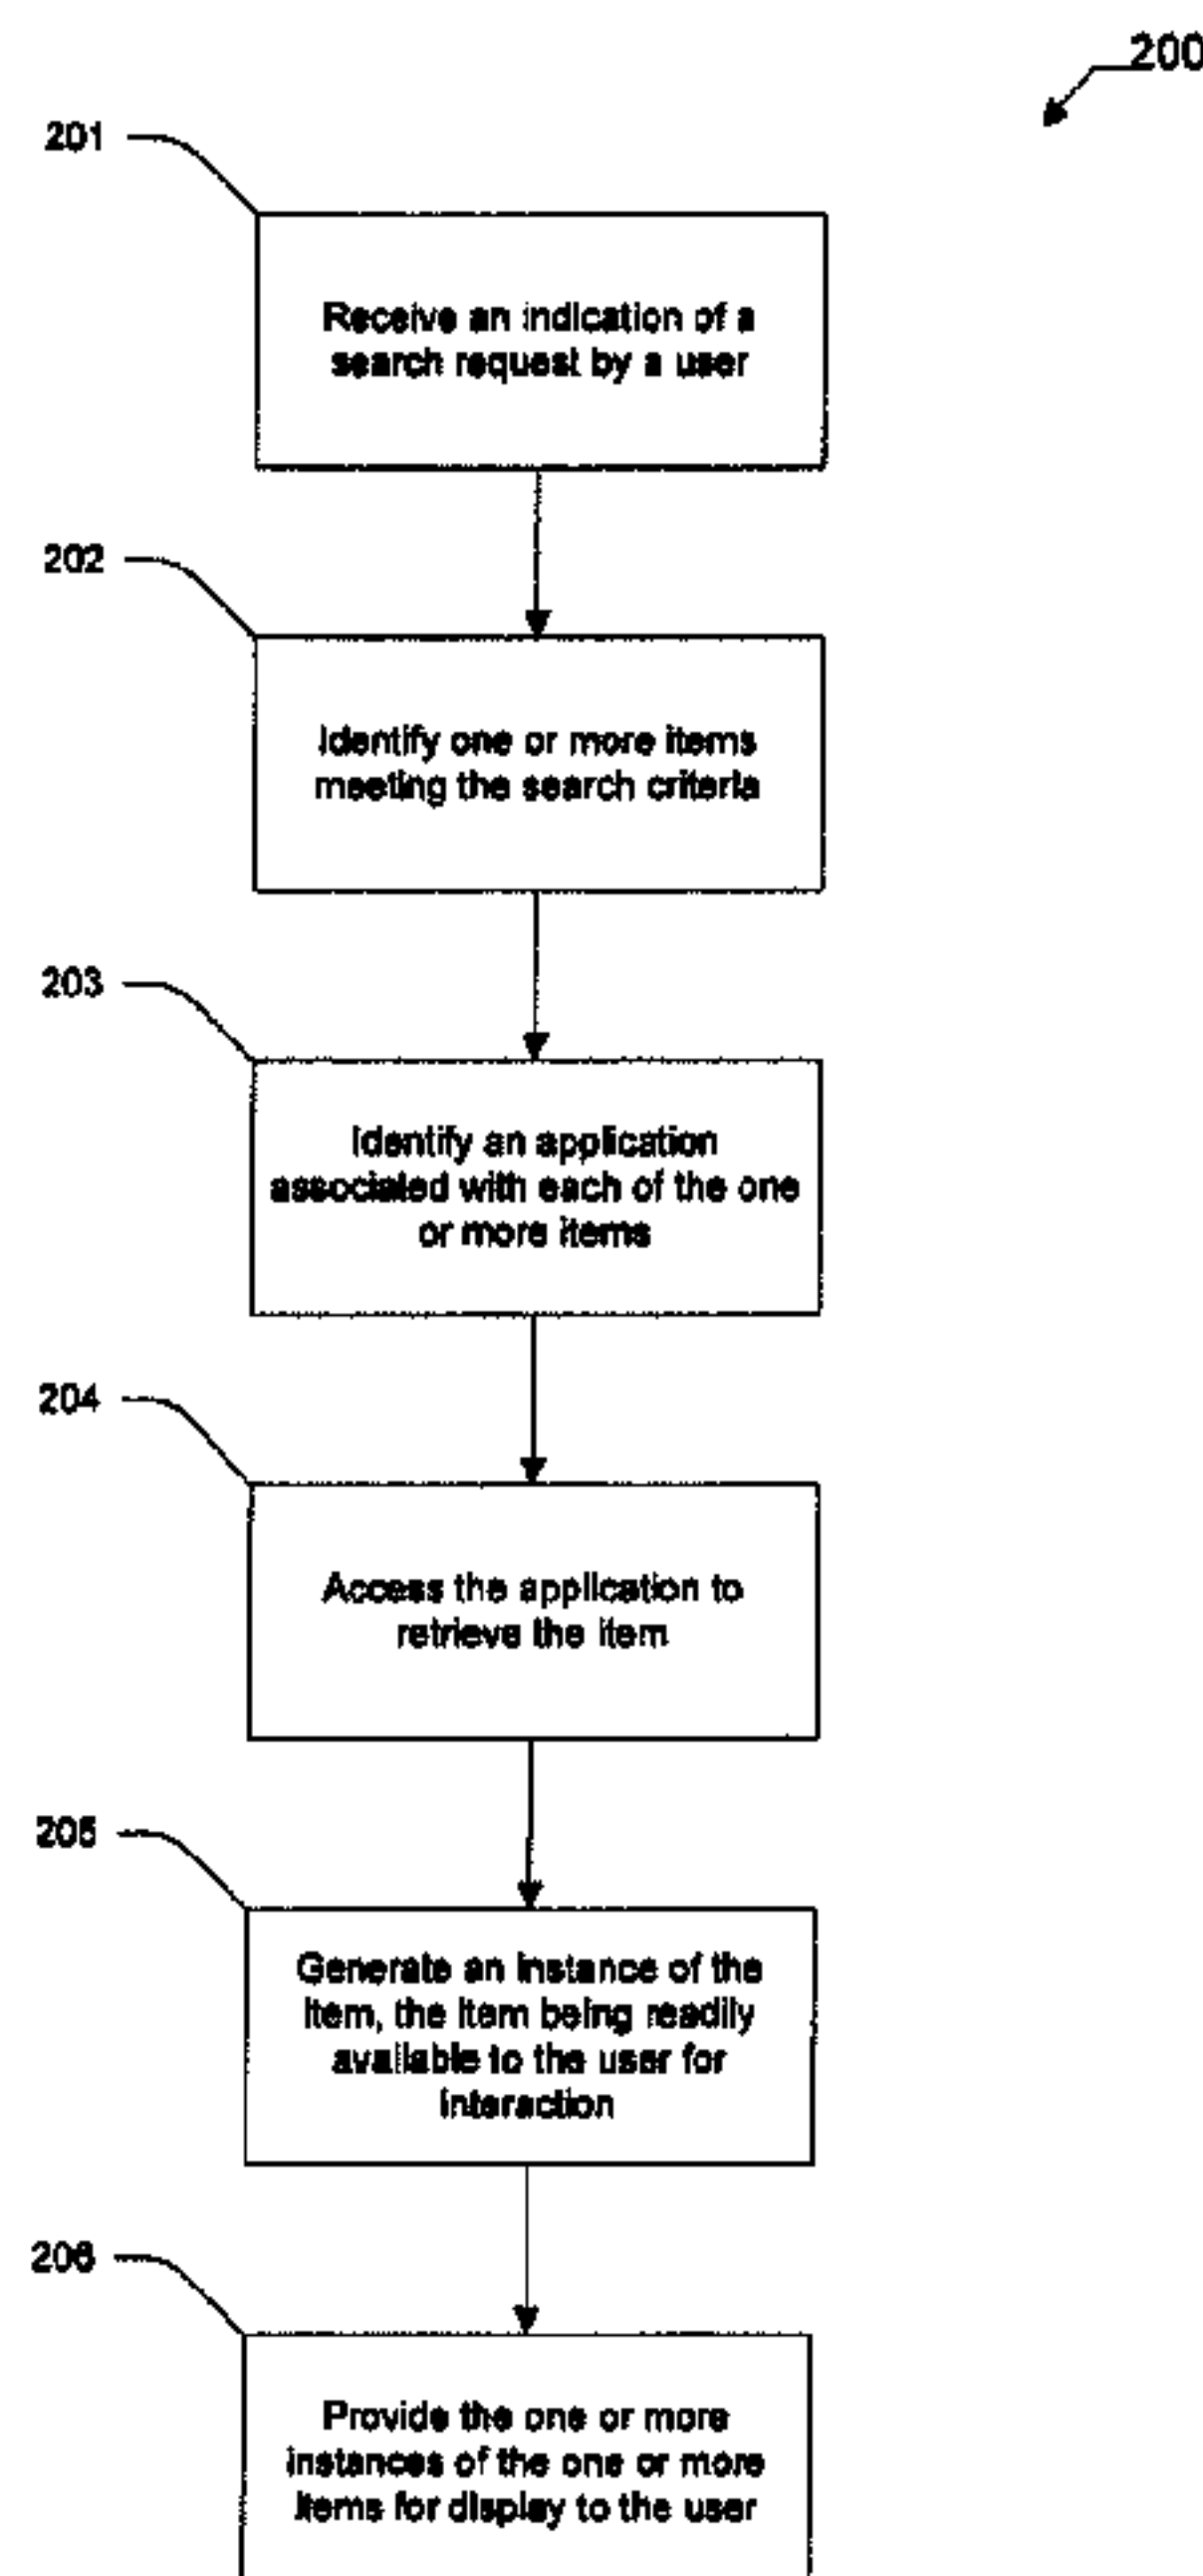 200
201
Receive an indication of a
search request by a user
202
Identify one or more items
meeting the search criteria
203
Identify an application
associated with each of the one
or more items
204
Access the application to
retrieve the item
205
Generate an instance of the
item, the item being readily
available to the user for
interaction
206
Provide the one or more
instances of the one or more
items for display to the user